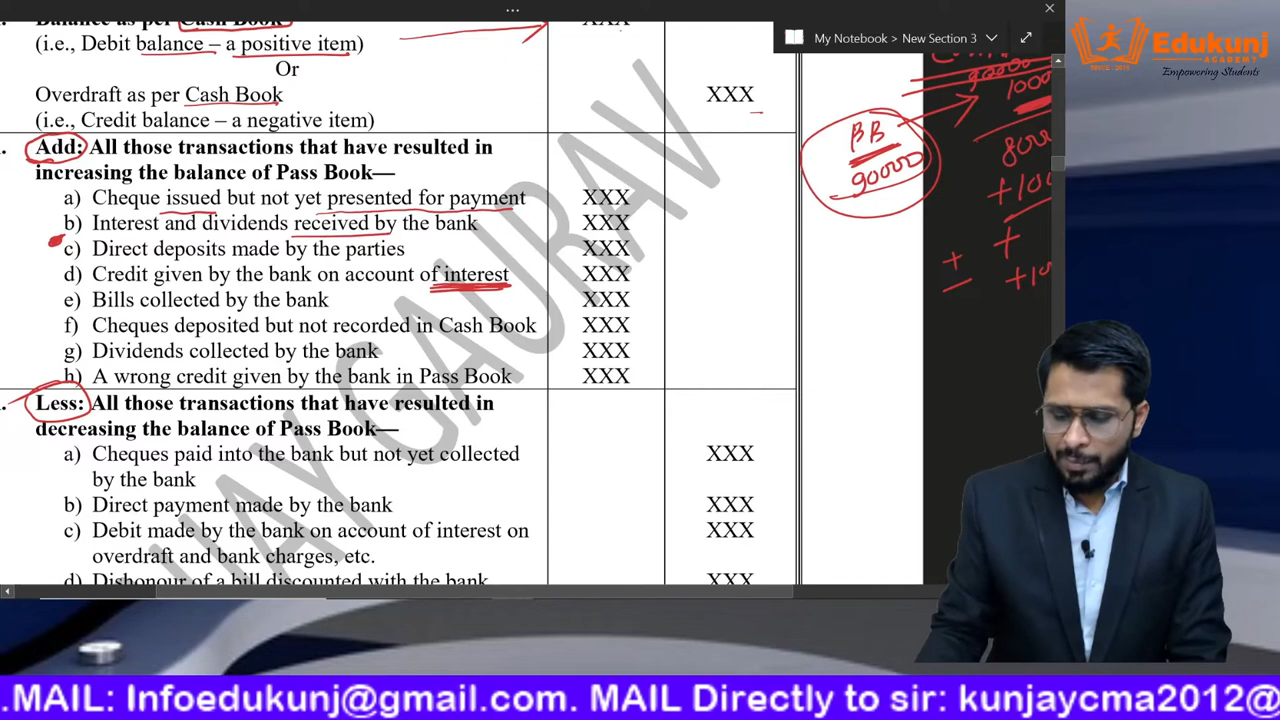 ...
Balance as per Cash Book XXX
My Notebook > New Section 3
Edukunj
ACADEMY
SINCE - 2015
Empowering Students
(i.e., Debit balance – a positive item)
Or
Overdraft as per Cash Book XXX
(i.e., Credit balance – a negative item)
Add: All those transactions that have resulted in
increasing the balance of Pass Book—
a) Cheque issued but not yet presented for payment XXX
b) Interest and dividends received by the bank XXX
c) Direct deposits made by the parties XXX
d) Credit given by the bank on account of interest XXX
e) Bills collected by the bank XXX
f) Cheques deposited but not recorded in Cash Book XXX
g) Dividends collected by the bank XXX
h) A wrong credit given by the bank in Pass Book XXX
Less: All those transactions that have resulted in
decreasing the balance of Pass Book—
a) Cheques paid into the bank but not yet collected
by the bank XXX
b) Direct payment made by the bank XXX
c) Debit made by the bank on account of interest on
overdraft and bank charges, etc. XXX
d) Dishonour of a bill discounted with the bank XXX
BB
90000
90000
+
+
HAY GAURAV
.MAIL: Infoedukunj@gmail.com. MAIL Directly to sir: kunjaycma2012@